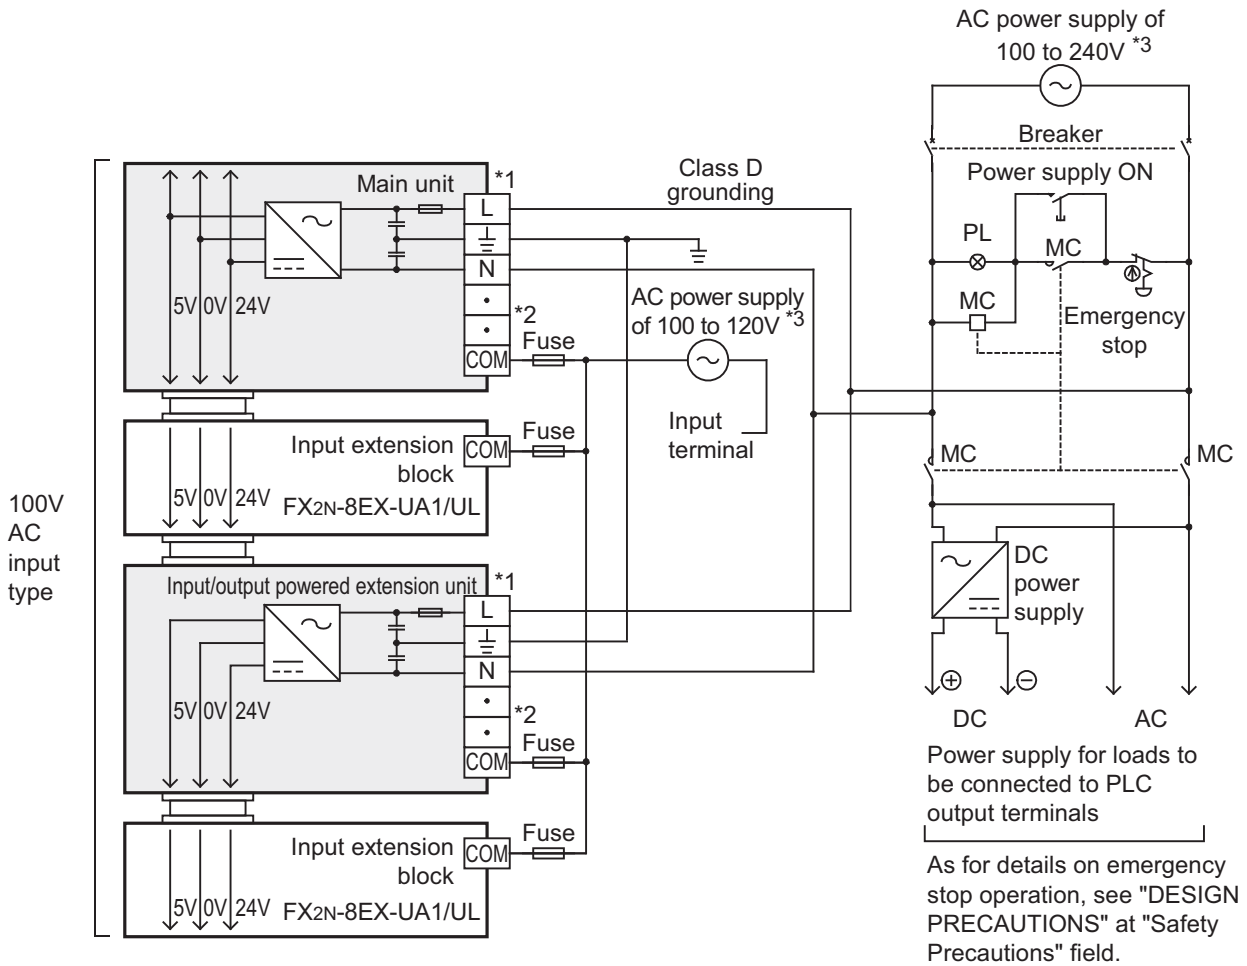 AC power supply of
100 to 240V *3
Breaker
Power supply ON
PL
MC
MC
Emergency
stop
MC
MC
DC
power
supply
⊕
⊖
DC
AC
Power supply for loads to
be connected to PLC
output terminals
As for details on emergency
stop operation, see "DESIGN
PRECAUTIONS" at "Safety
Precautions" field.
Class D
grounding
AC power supply
of 100 to 120V *3
Input
terminal
100V
AC
input
type
Main unit
*1
L
N
•
*2
•
COM
Fuse
5V 0V 24V
Input extension
block
FX2N-8EX-UA1/UL
COM
Fuse
5V 0V 24V
Input/output powered extension unit
*1
L
N
•
*2
•
COM
Fuse
5V 0V 24V
Input extension
block
FX2N-8EX-UA1/UL
COM
Fuse
5V 0V 24V